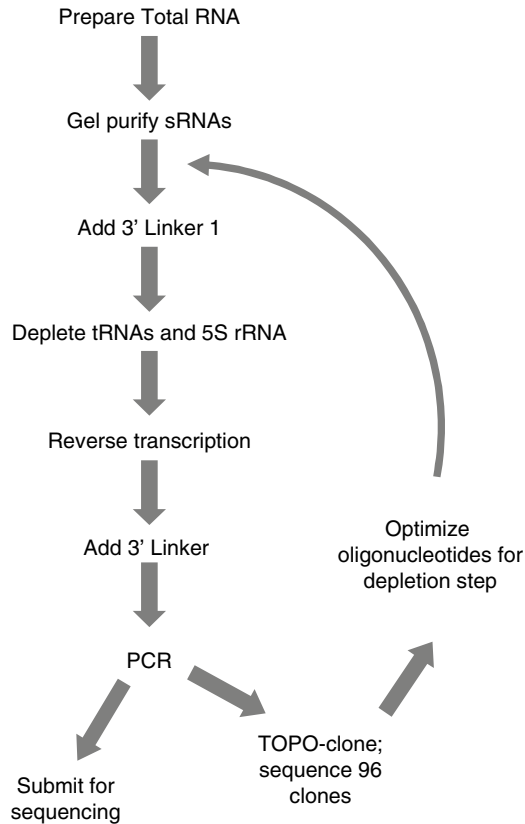 Prepare Total RNA
Gel purify sRNAs
Add 3’ Linker 1
Deplete tRNAs and 5S rRNA
Reverse transcription
Add 3’ Linker
Optimize
oligonucleotides for
depletion step
PCR
TOPO-clone;
sequence 96
clones
Submit for
sequencing